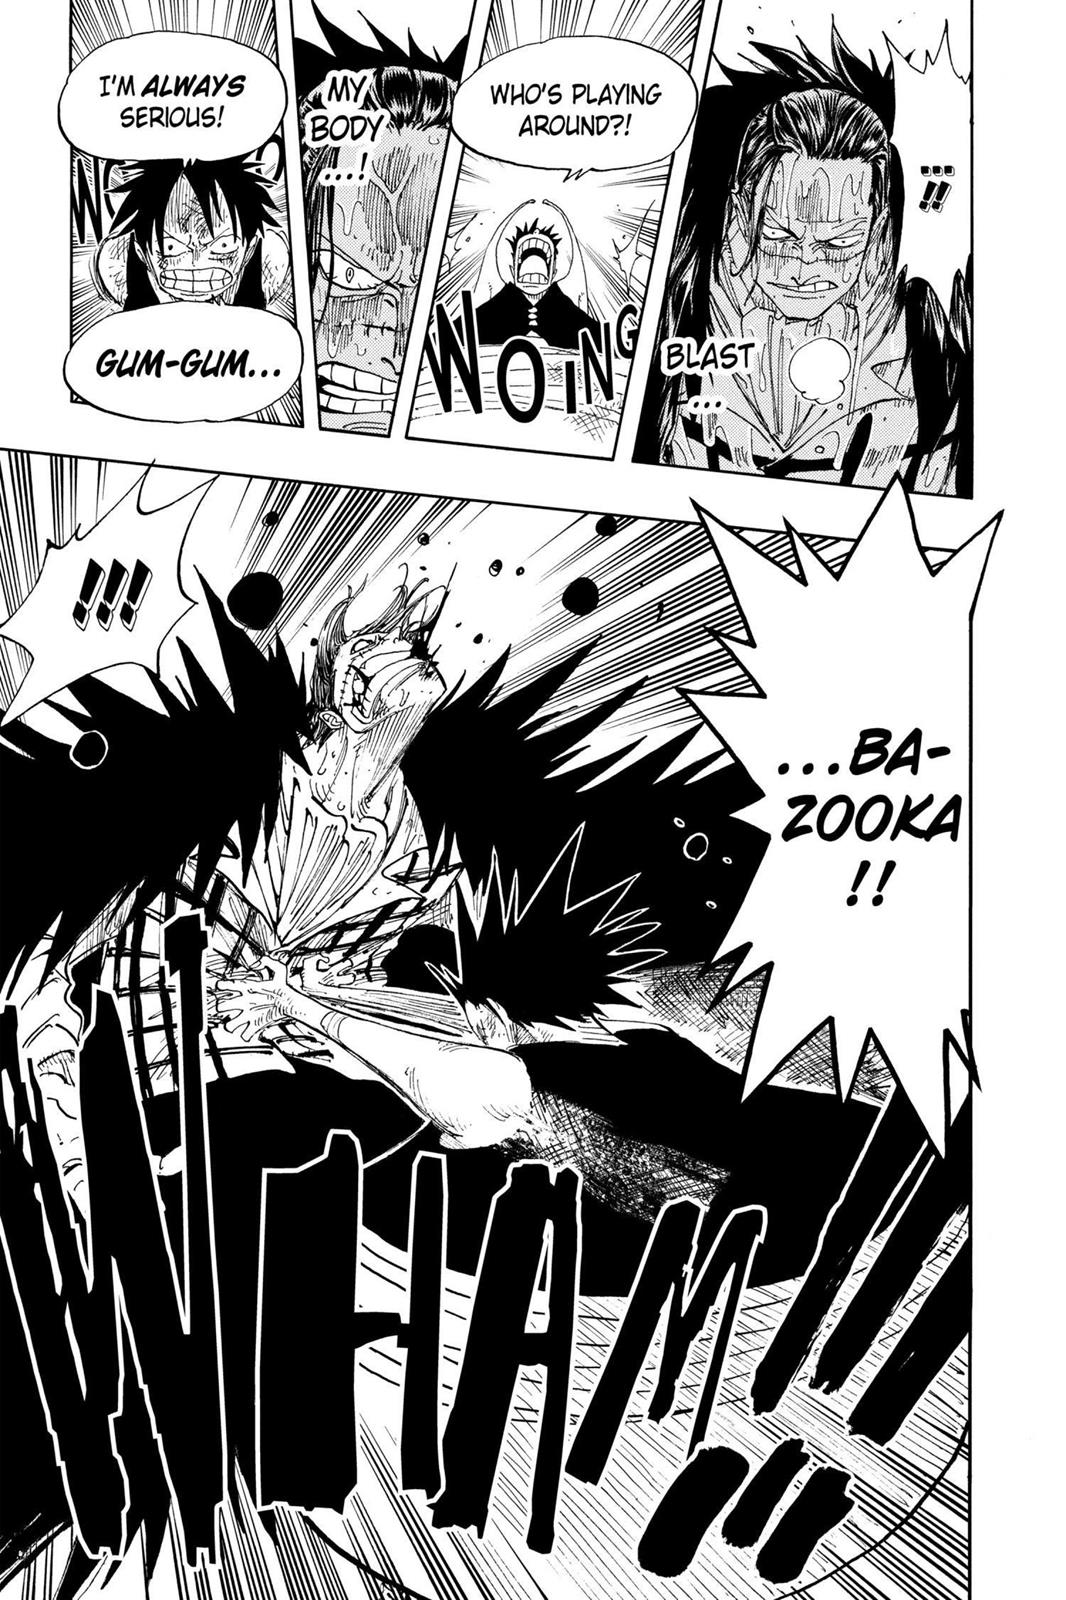 ...
!!
BLAST
...
WHO'S PLAYING
AROUND?!
WOING
MY
BODY
...!
I'M ALWAYS
SERIOUS!
GUM-GUM...
...BA-
ZOOKA
!!
!!!
WHAM!!!
!!